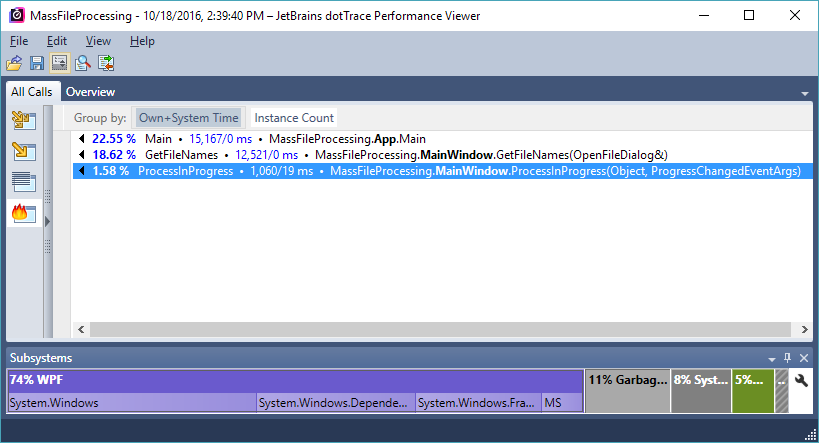 MassFileProcessing - 10/18/2016, 2:39:40 PM – JetBrains dotTrace Performance Viewer
File Edit View Help
All Calls Overview
Group by: Own+System Time Instance Count
22.55 % Main • 15,167/0 ms • MassFileProcessing.App.Main
18.62 % GetFileNames • 12,521/0 ms • MassFileProcessing.MainWindow.GetFileNames(OpenFileDialog&)
1.58 % ProcessInProgress • 1,060/19 ms • MassFileProcessing.MainWindow.ProcessInProgress(Object, ProgressChangedEventArgs)
Subsystems
74% WPF 11% Garbag... 8% Syst... 5%... ..
System.Windows System.Windows.Depende... System.Windows.Fra... MS